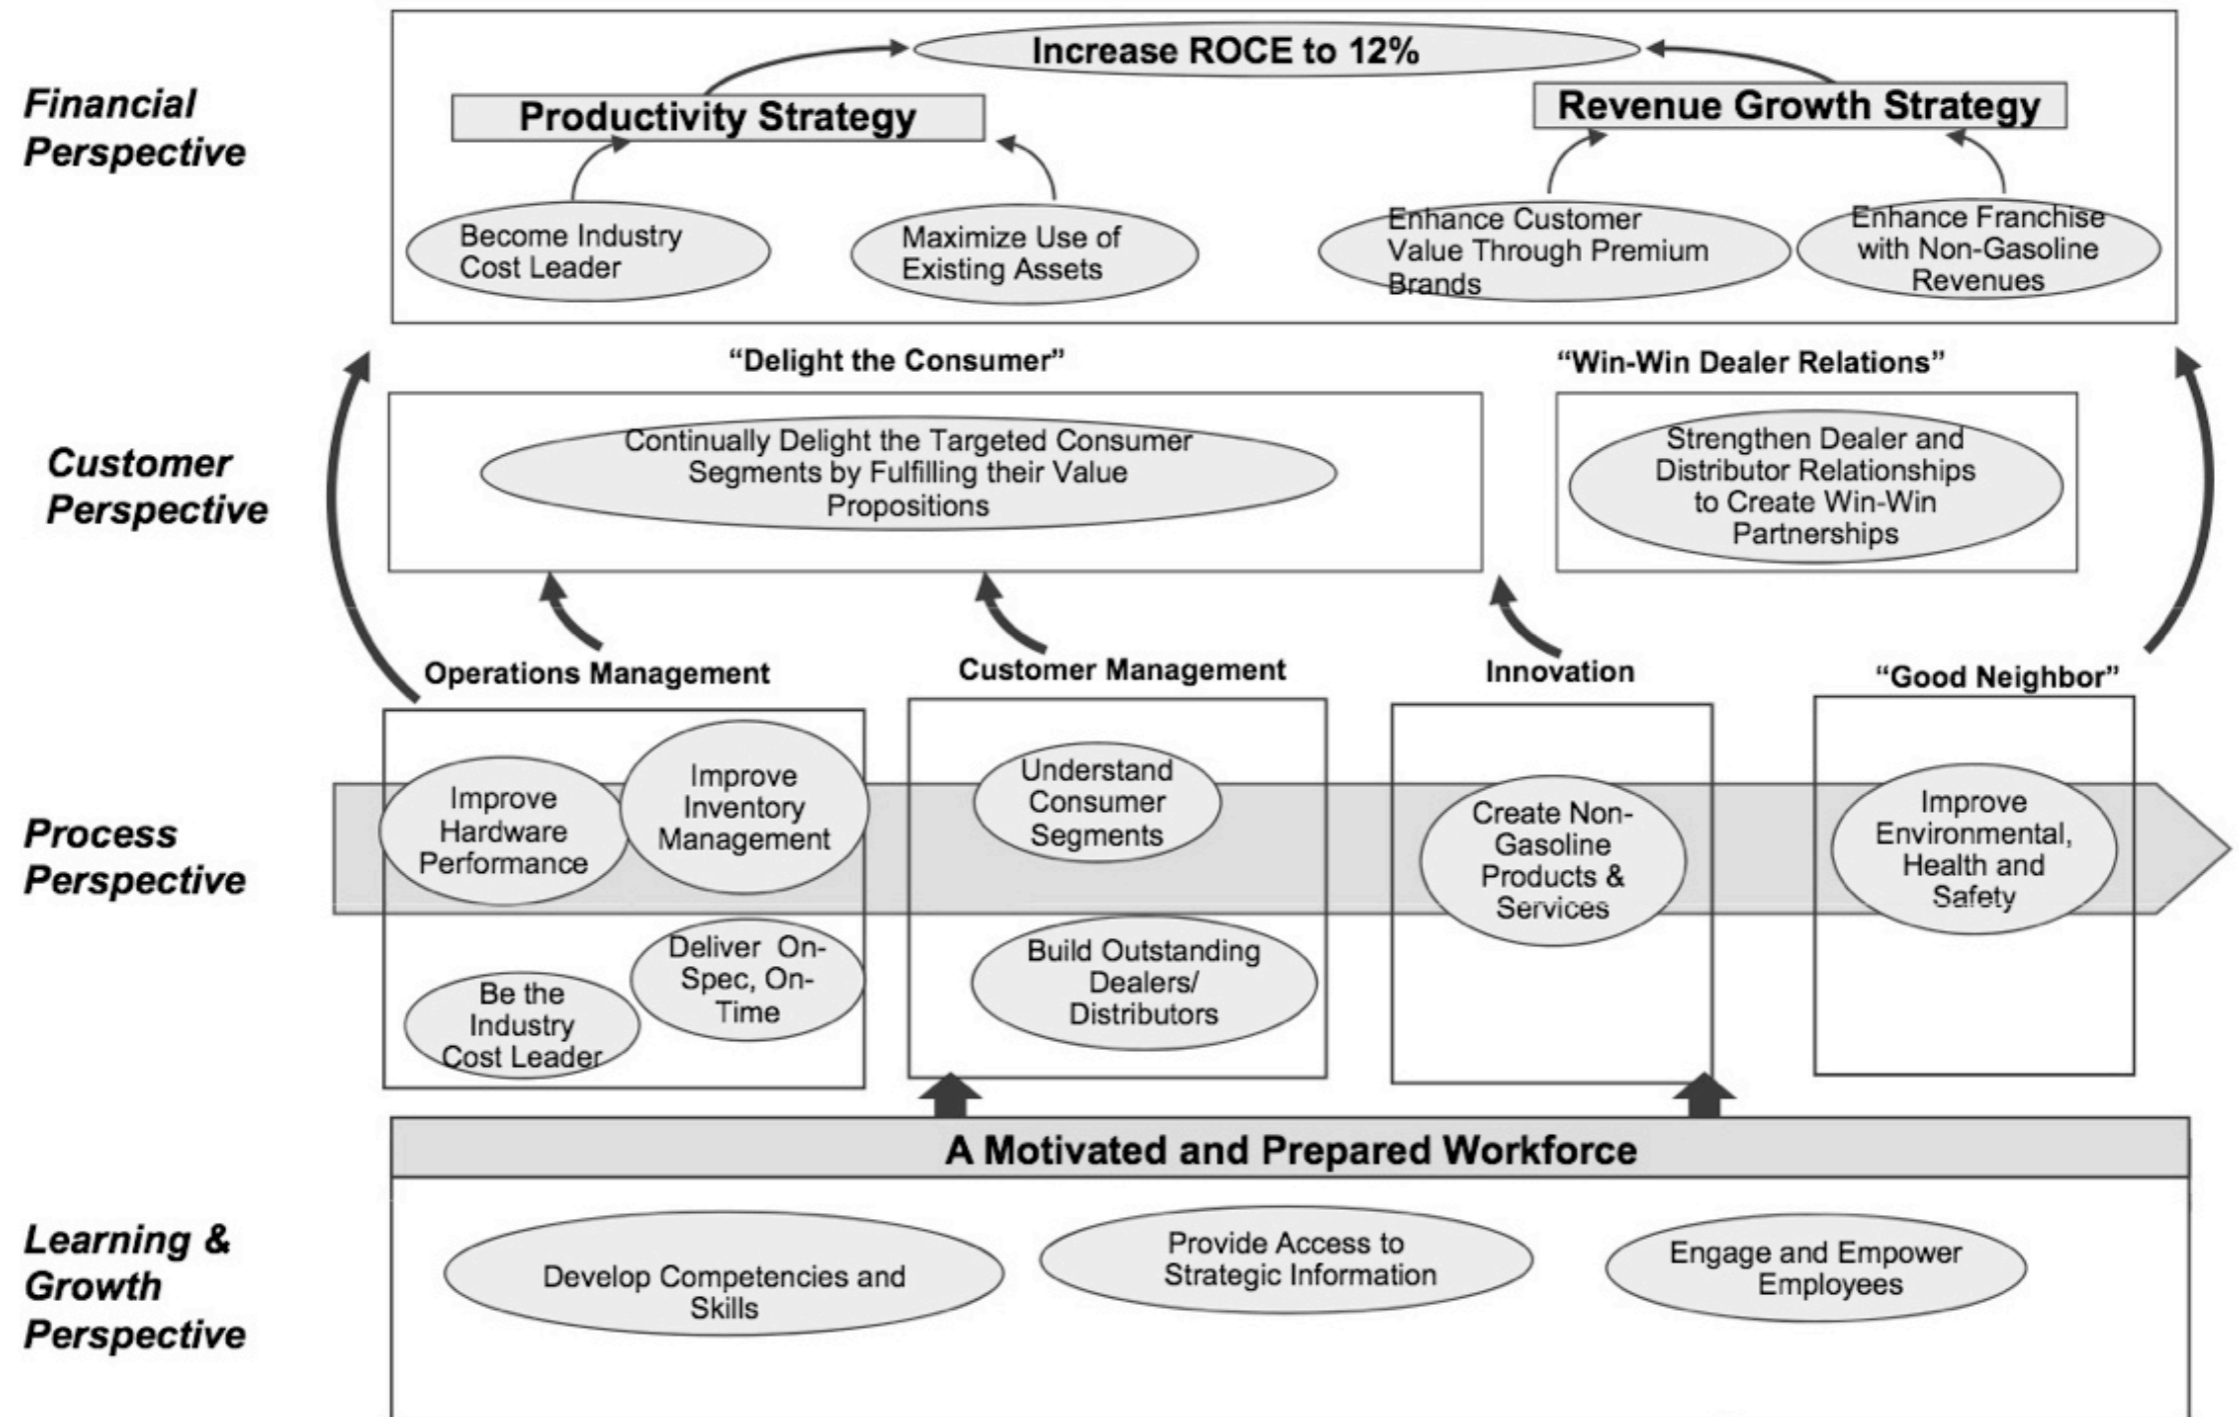 Financial
Perspective
Increase ROCE to 12%
Productivity Strategy
Revenue Growth Strategy
Become Industry
Cost Leader
Maximize Use of
Existing Assets
Enhance Customer
Value Through Premium
Brands
Enhance Franchise
with Non-Gasoline
Revenues
Customer
Perspective
“Delight the Consumer”
Continually Delight the Targeted Consumer
Segments by Fulfilling their Value
Propositions
“Win-Win Dealer Relations”
Strengthen Dealer and
Distributor Relationships
to Create Win-Win
Partnerships
Process
Perspective
Operations Management
Improve
Hardware
Performance
Improve
Inventory
Management
Be the
Industry
Cost Leader
Deliver On-
Spec, On-
Time
Customer Management
Understand
Consumer
Segments
Build Outstanding
Dealers/
Distributors
Innovation
Create Non-
Gasoline
Products &
Services
“Good Neighbor”
Improve
Environmental,
Health and
Safety
Learning &
Growth
Perspective
A Motivated and Prepared Workforce
Develop Competencies and
Skills
Provide Access to
Strategic Information
Engage and Empower
Employees